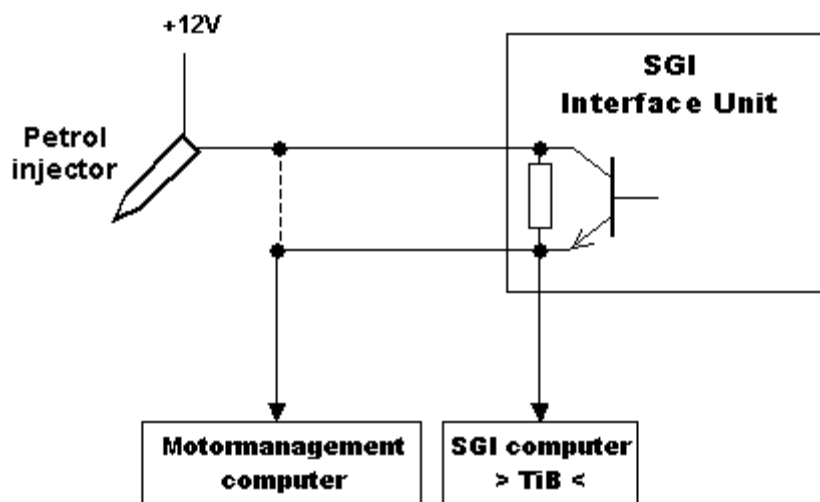 +12V
SGI
Interface Unit
Petrol
injector
Motormanagement
computer
SGI computer
> TiB <